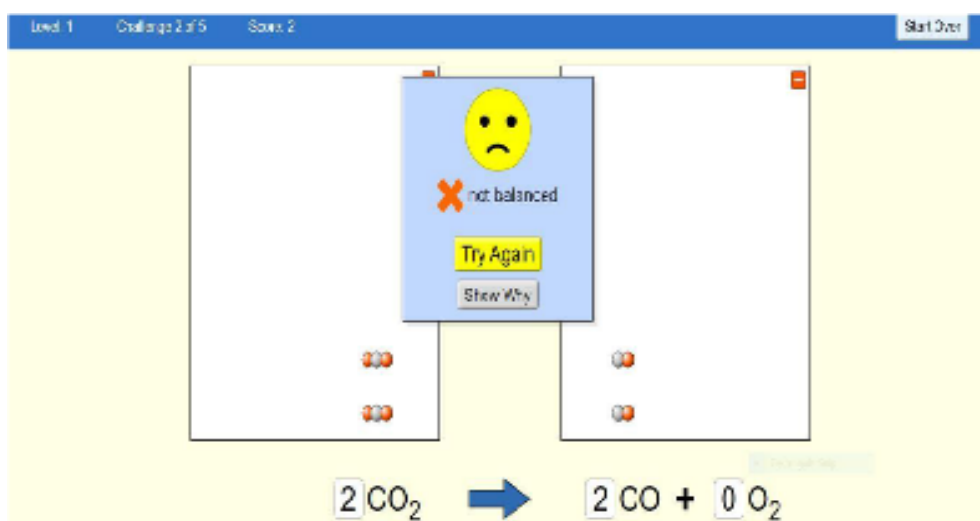 Level: 1 Challenge 2 of 5 Score: 2 Start Over
not balanced
Try Again
Show Why
2 CO2 2 CO + 0 O2